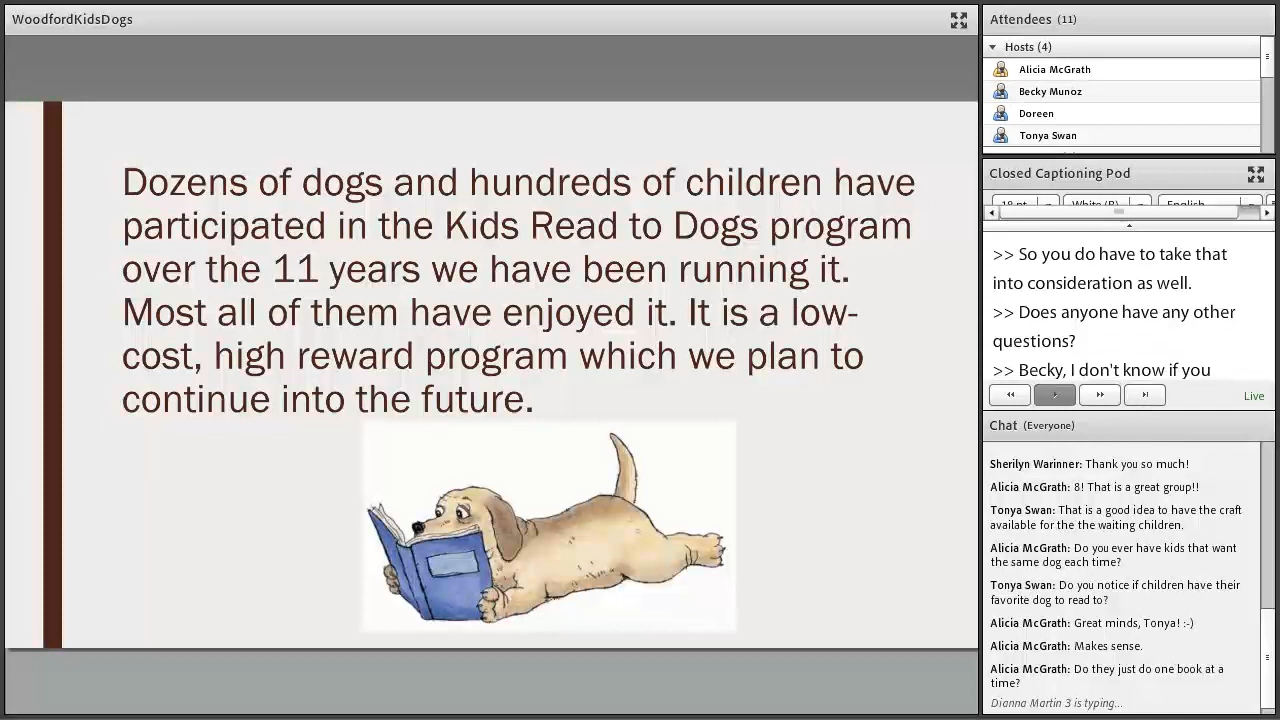 WoodfordKidsDogs
Dozens of dogs and hundreds of children have
participated in the Kids Read to Dogs program
over the 11 years we have been running it.
Most all of them have enjoyed it. It is a low-
cost, high reward program which we plan to
continue into the future.
Attendees (11)
Hosts (4)
Alicia McGrath
Becky Munoz
Doreen
Tonya Swan
Closed Captioning Pod
18 pt
White (B)
English
>> So you do have to take that
into consideration as well.
>> Does anyone have any other
questions?
>> Becky, I don't know if you
Live
Chat (Everyone)
Sherilyn Warinner: Thank you so much!
Alicia McGrath: 8! That is a great group!!
Tonya Swan: That is a good idea to have the craft
available for the the waiting children.
Alicia McGrath: Do you ever have kids that want
the same dog each time?
Tonya Swan: Do you notice if children have their
favorite dog to read to?
Alicia McGrath: Great minds, Tonya! :-)
Alicia McGrath: Makes sense.
Alicia McGrath: Do they just do one book at a
time?
Dianna Martin 3 is typing...